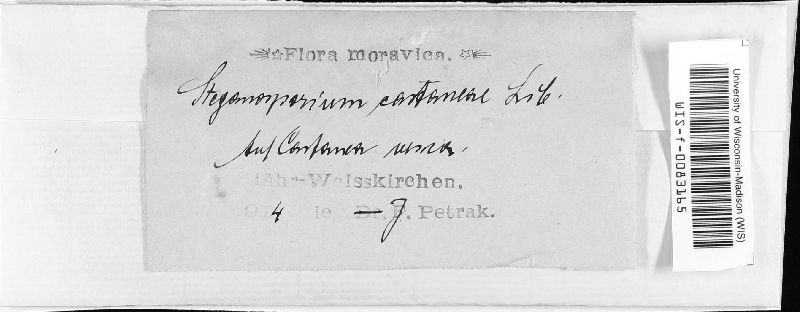 Flora moravica.
Steganosporium castaneae Lib.
Auf Castanea vesca.
Mähr-Weisskirchen.
4 Dr. J. Petrak.
University of Wisconsin-Madison (WIS)
WIS-f-0083165